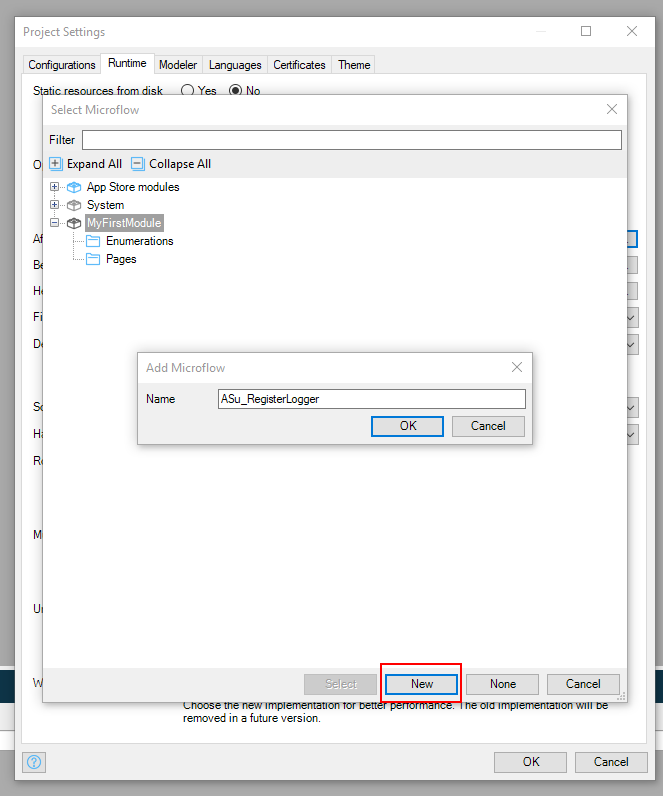 Project Settings
Configurations Runtime Modeler Languages Certificates Theme
Static resources from disk Yes No
Select Microflow
Filter
Expand All Collapse All
App Store modules
System
MyFirstModule
Enumerations
Pages
Add Microflow
Name ASu_RegisterLogger
OK Cancel
Select New None Cancel
Choose the new implementation for better performance. The old implementation will be
removed in a future version.
OK Cancel